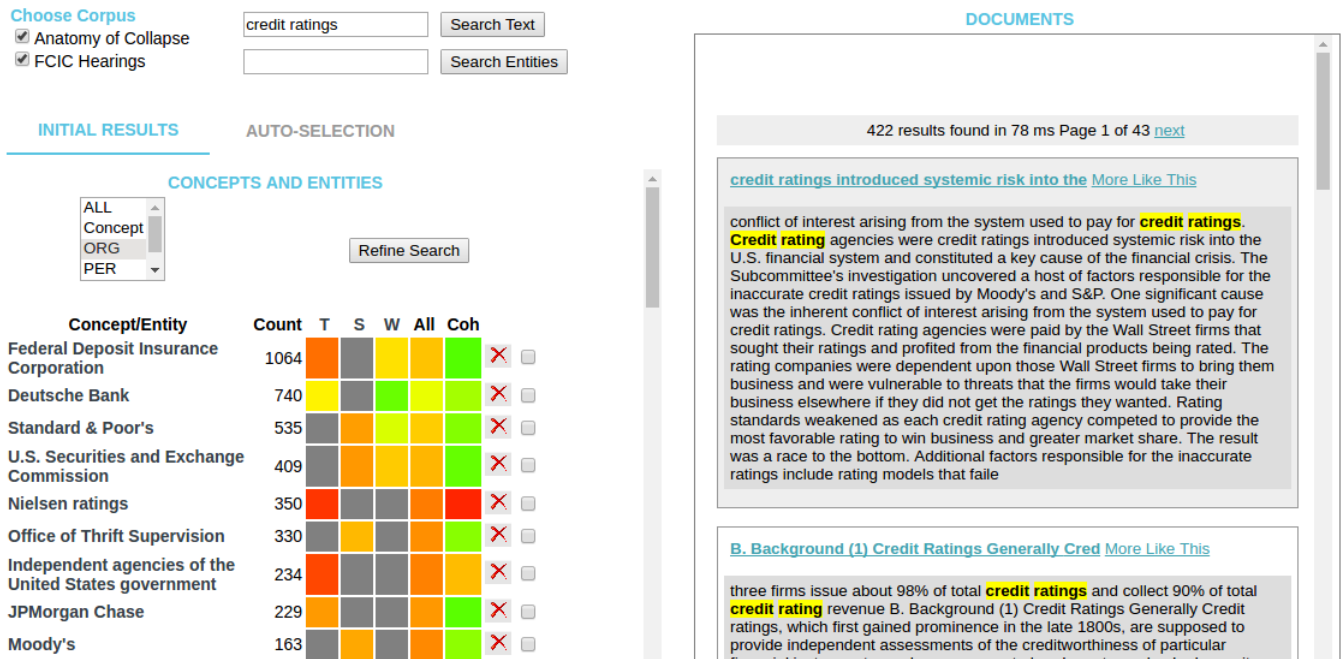 Choose Corpus
Anatomy of Collapse
FCIC Hearings
credit ratings
Search Text
Search Entities
INITIAL RESULTS
AUTO-SELECTION
CONCEPTS AND ENTITIES
ALL
Concept
ORG
PER
Refine Search
Concept/Entity Count T S W All Coh
Federal Deposit Insurance
Corporation
1064
Deutsche Bank 740
Standard & Poor's 535
U.S. Securities and Exchange
Commission
409
Nielsen ratings 350
Office of Thrift Supervision 330
Independent agencies of the
United States government
234
JPMorgan Chase 229
Moody's 163
DOCUMENTS
422 results found in 78 ms Page 1 of 43 next
credit ratings introduced systemic risk into the More Like This
conflict of interest arising from the system used to pay for credit ratings.
Credit rating agencies were credit ratings introduced systemic risk into the
U.S. financial system and constituted a key cause of the financial crisis. The
Subcommittee's investigation uncovered a host of factors responsible for the
inaccurate credit ratings issued by Moody's and S&P. One significant cause
was the inherent conflict of interest arising from the system used to pay for
credit ratings. Credit rating agencies were paid by the Wall Street firms that
sought their ratings and profited from the financial products being rated. The
rating companies were dependent upon those Wall Street firms to bring them
business and were vulnerable to threats that the firms would take their
business elsewhere if they did not get the ratings they wanted. Rating
standards weakened as each credit rating agency competed to provide the
most favorable rating to win business and greater market share. The result
was a race to the bottom. Additional factors responsible for the inaccurate
ratings include rating models that faile
B. Background (1) Credit Ratings Generally Cred More Like This
three firms issue about 98% of total credit ratings and collect 90% of total
credit rating revenue B. Background (1) Credit Ratings Generally Credit
ratings, which first gained prominence in the late 1800s, are supposed to
provide independent assessments of the creditworthiness of particular